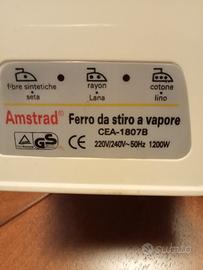 fibre sintetiche rayon cotone
seta Lana lino
Amstrad® Ferro da stiro a vapore
CEA-1807B
GS CE 220V/240V~50Hz 1200W
subito